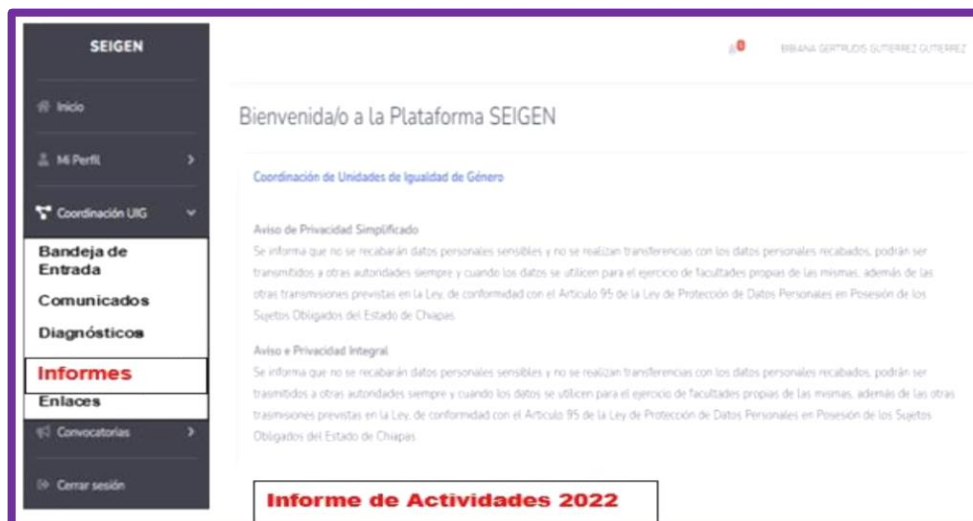 SEIGEN
0
BIBIANA GERTRUDIS GUTIERREZ GUTIERREZ
Inicio
Bienvenida/o a la Plataforma SEIGEN
Mi Perfil
Coordinación de Unidades de Igualdad de Género
Coordinación UIG
Aviso de Privacidad Simplificado
Se informa que no se recabarán datos personales sensibles y no se realizan transferencias con los datos personales recabados, podrán ser
transmitidos a otras autoridades siempre y cuando los datos se utilicen para el ejercicio de facultades propias de las mismas, además de las
otras transmisiones previstas en la Ley, de conformidad con el Articulo 95 de la Ley de Protección de Datos Personales en Posesión de los
Sujetos Obligados del Estado de Chiapas.
Bandeja de
Entrada
Comunicados
Diagnósticos
Informes
Enlaces
Aviso e Privacidad Integral
Se informa que no se recabarán datos personales sensibles y no se realizan transferencias con los datos personales recabados, podrán ser
trasmitidos a otras autoridades siempre y cuando los datos se utilicen para el ejercicio de facultades propias de las mismas, además de las otras
trasmisiones previstas en la Ley, de conformidad con el Articulo 95 de la Ley de Protección de Datos Personales en Posesión de los Sujetos
Obligados del Estado de Chiapas.
Convocatorias
Cerrar sesión
Informe de Actividades 2022